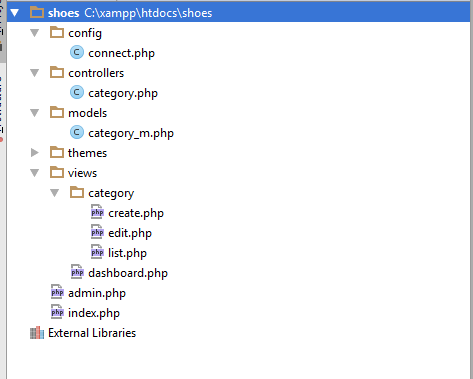 shoes C:\xampp\htdocs\shoes
config
connect.php
controllers
category.php
models
category_m.php
themes
views
category
create.php
edit.php
list.php
dashboard.php
admin.php
index.php
External Libraries